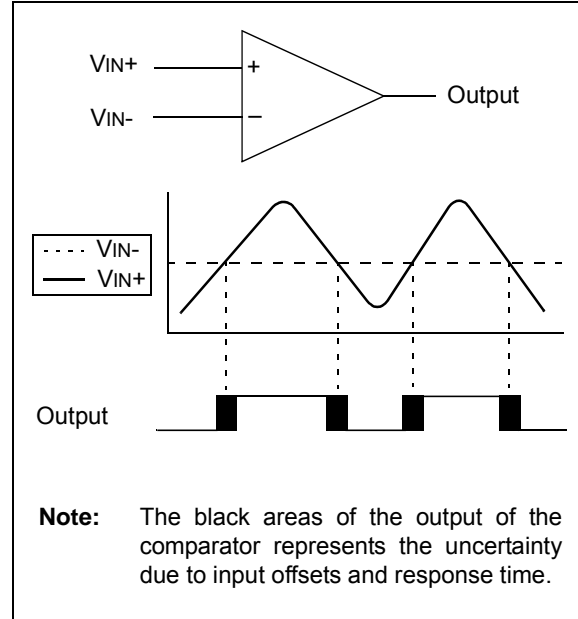 VIN+
+
Output
VIN-
–
VIN-
VIN+
Output
Note: The black areas of the output of the
comparator represents the uncertainty
due to input offsets and response time.